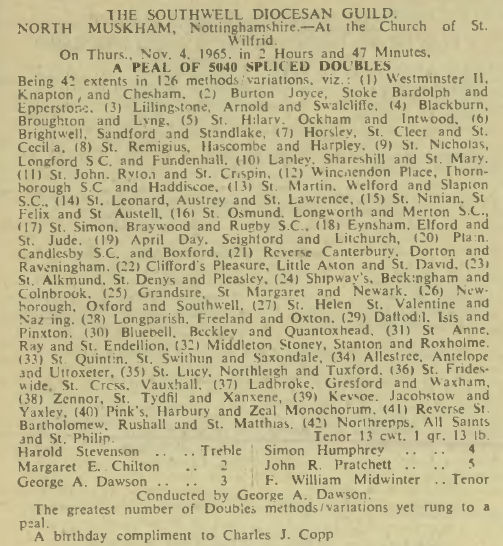 THE SOUTHWELL DIOCESAN GUILD.
NORTH MUSKHAM, Nottinghamshire.—At the Church of St.
Wilfrid.
On Thurs., Nov. 4, 1965, in 2 Hours and 47 Minutes,
A PEAL OF 5040 SPLICED DOUBLES
Being 42 extents in 126 methods/variations, viz.: (1) Westminster II,
Knapton, and Chesham, (2) Burton Joyce, Stoke Bardolph and
Epperstone, (3) Lillingstone, Arnold and Swalcliffe, (4) Blackburn,
Broughton and Lyng, (5) St. Hilary, Ockham and Intwood, (6)
Brightwell, Sandford and Standlake, (7) Horsley, St. Cleer and St.
Cecilia, (8) St. Remigius, Hascombe and Harpley, (9) St. Nicholas,
Longford S C. and Fundenhall, (10) Lapley, Shareshill and St. Mary.
(11) St. John, Ryton and St. Crispin, (12) Winchendon Place, Thorn-
borough S.C. and Haddiscoe, (13) St. Martin, Welford and Slapton
S.C., (14) St. Leonard, Austrey and St. Lawrence, (15) St. Ninian, St
Felix and St Austell, (16) St. Osmund, Longworth and Merton S.C.,
(17) St. Simon, Braywood and Rugby S.C., (18) Eynsham, Elford and
St. Jude, (19) April Day, Seighford and Litchurch, (20) Plain,
Candlesby S.C. and Boxford, (21) Reverse Canterbury, Dorton and
Raveningham, (22) Clifford's Pleasure, Little Aston and St. David, (23)
St. Alkmund, St. Denys and Pleasley, (24) Shipway's, Beckingham and
Colnbrook, (25) Grandsire, St Margaret and Newark, (26) New-
borough, Oxford and Southwell, (27) St. Helen St, Valentine and
Nazeing, (28) Longparish, Freeland and Oxton, (29) Daffodil, Isis and
Pinxton, (30) Bluebell, Beckley and Quantoxhead, (31) St Anne,
Ray and St. Endellion, (32) Middleton Stoney, Stanton and Roxholme.
(33) St. Quintin, St. Swithun and Saxondale, (34) Allestree, Antelope
and Uttoxeter, (35) St. Lucy, Northleigh and Tuxford, (36) St. Frides-
wide, St. Cross, Vauxhall, (37) Ladbroke, Gresford and Waxham,
(38) Zennor, St. Tydfil and Xanxene, (39) Keysoe, Jacobstow and
Yaxley, (40) Pink's, Harbury and Zeal Monochorum, (41) Reverse St.
Bartholomew, Rushall and St. Matthias, (42) Northrepps, All Saints
and St. Philip. Tenor 13 cwt. 1 qr. 13 lb.
Harold Stevenson .. .. Treble
Margaret E. Chilton .. 2
George A. Dawson .. .. 3
Simon Humphrey .. .. 4
John R. Pratchett .. .. 5
F. William Midwinter .. Tenor
Conducted by George A. Dawson.
The greatest number of Doubles methods/variations yet rung to a
peal.
A birthday compliment to Charles J. Copp